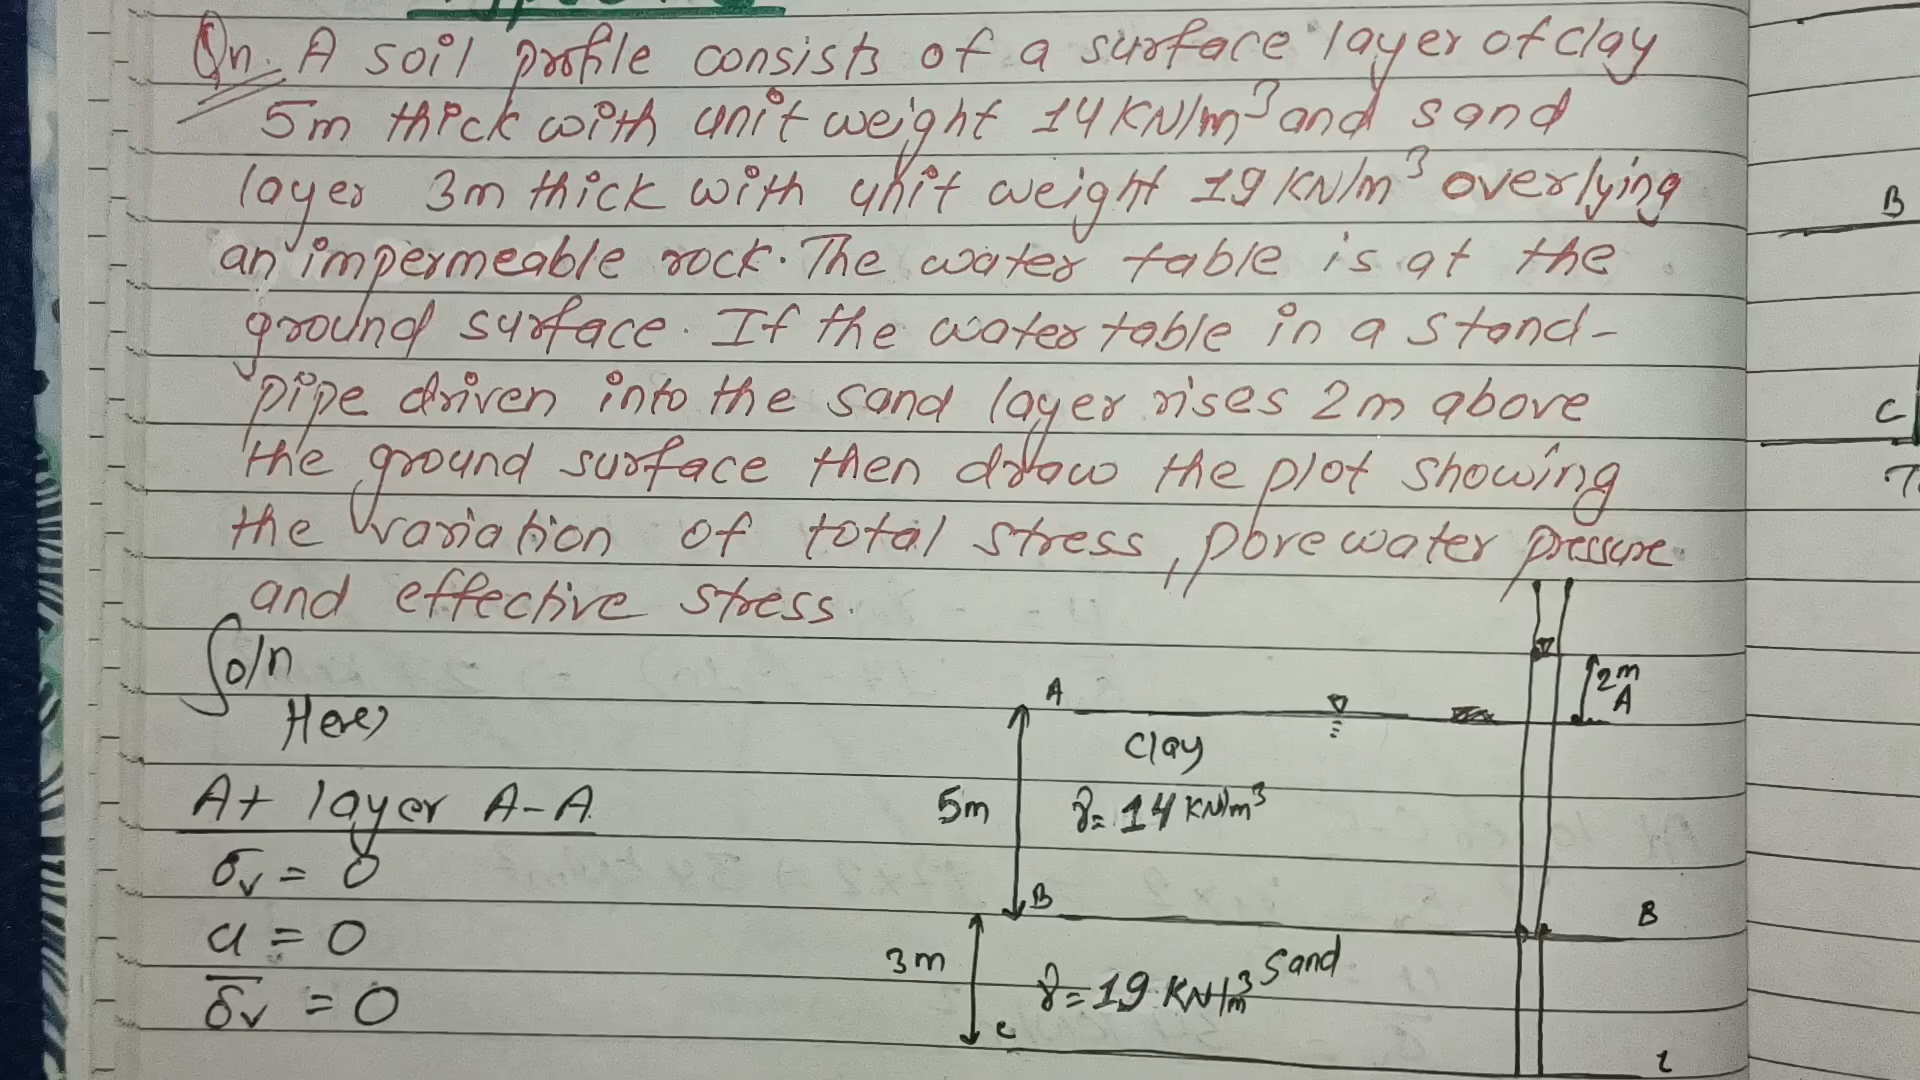 Qn. A soil profile consists of a surface layer of clay
5m thick with unit weight 14 KN/m³ and sand
layer 3m thick with unit weight 19 KN/m³ overlying
an impermeable rock. The water table is at the
ground surface. If the water table in a stand-
pipe driven into the sand layer rises 2m above
the ground surface then draw the plot showing
the variation of total stress, pore water pressure
and effective stress.
Soln
Here,
At layer A-A
σv = 0
u = 0
σ̅v = 0
A
2m
A
Clay
5m
γ = 14 KN/m³
B
B
3m
Sand
γ = 19 KN/m³
C
B
C